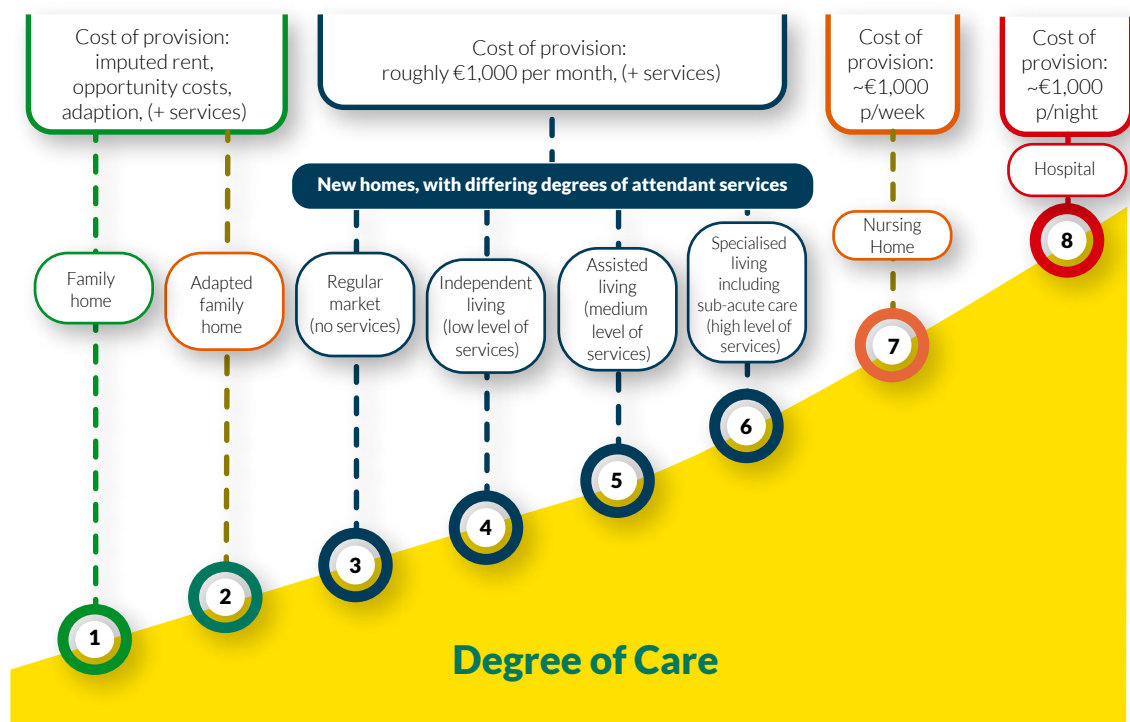 Cost of provision:
imputed rent,
opportunity costs,
adaption, (+ services)
Cost of provision:
roughly €1,000 per month, (+ services)
Cost of
provision:
~€1,000
p/week
Cost of
provision:
~€1,000
p/night
New homes, with differing degrees of attendant services
Family
home
Adapted
family
home
Regular
market
(no services)
Independent
living
(low level of
services)
Assisted
living
(medium
level of
services)
Specialised
living
including
sub-acute care
(high level of
services)
Nursing
Home
Hospital
1
2
3
4
5
6
7
8
Degree of Care